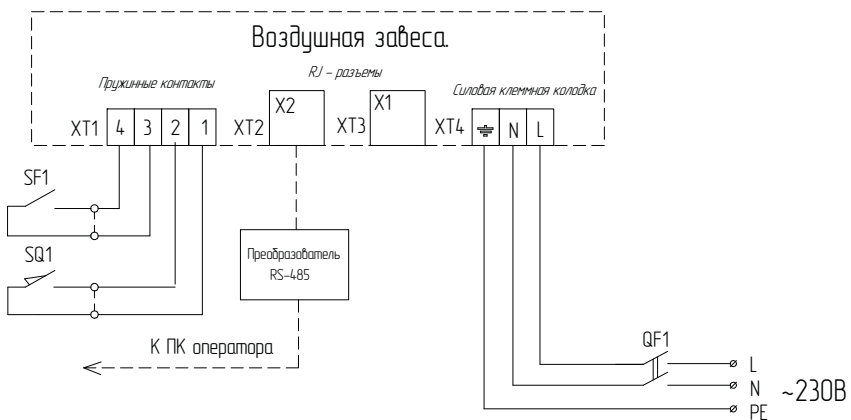 Воздушная завеса.
RJ - разъемы
Пружинные контакты
Силовая клеммная колодка
XT1 4 3 2 1 XT2 X2 XT3 X1 XT4 N L
SF1
SQ1
Преобразователь
RS-485
К ПК оператора
QF1
L
N ~230В
PE